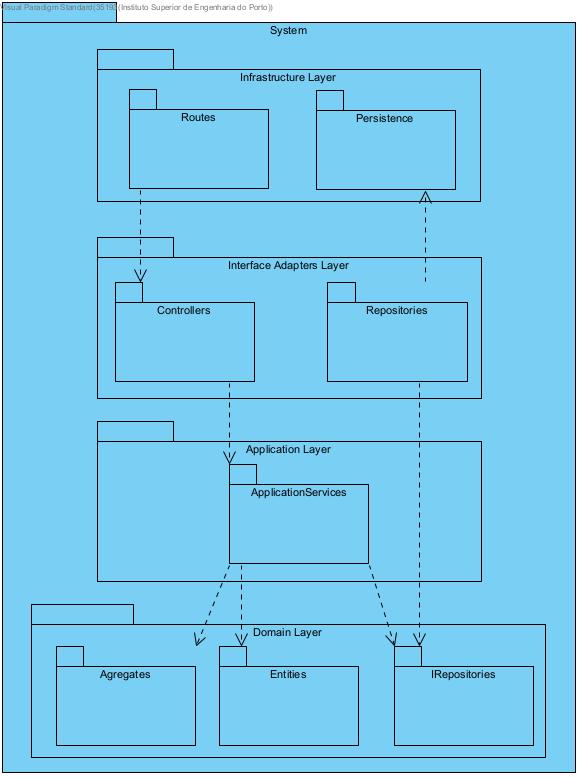 Visual Paradigm Standard(3519 (Instituto Superior de Engenharia do Porto))
System
Infrastructure Layer
Routes
Persistence
Interface Adapters Layer
Controllers
Repositories
Application Layer
ApplicationServices
Domain Layer
Agregates
Entities
IRepositories